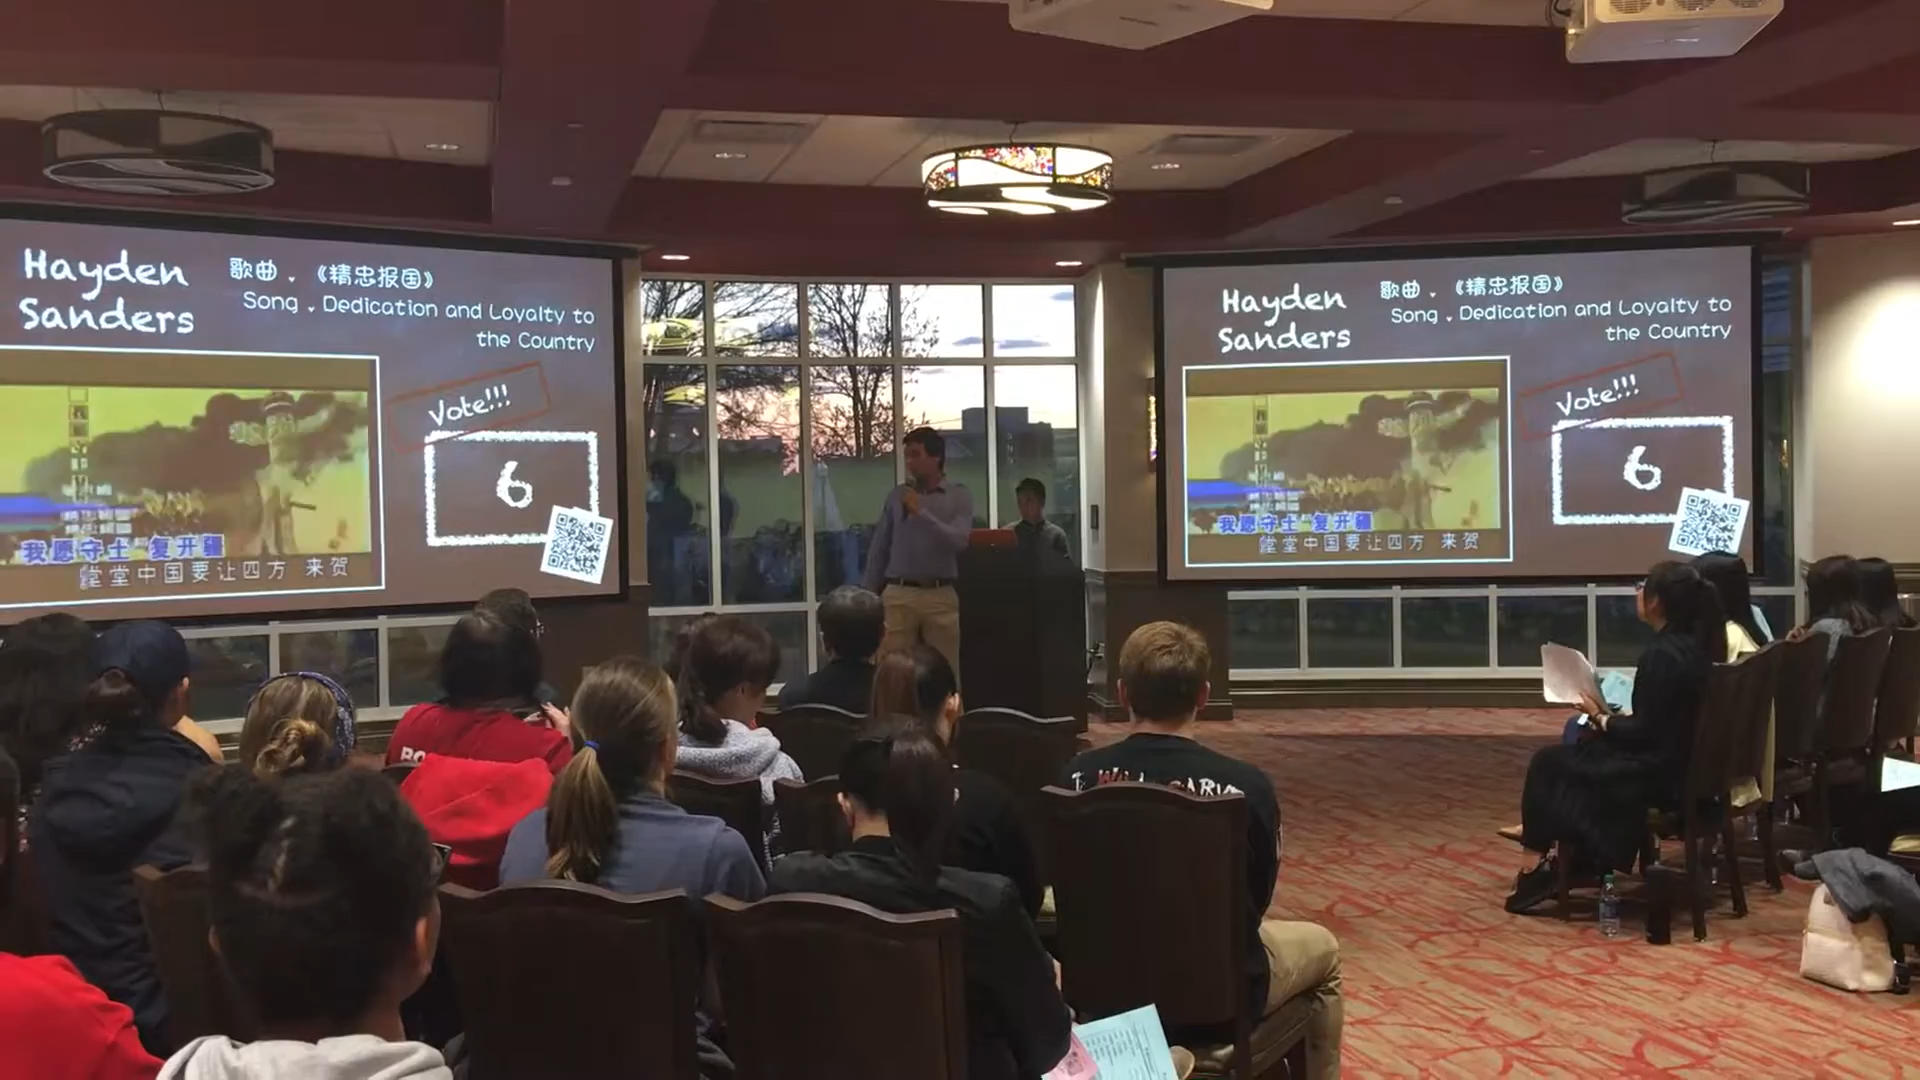 Hayden
Sanders
歌曲 : 《精忠报国》
Song : Dedication and Loyalty to
the Country
Vote!!!
6
我愿守土 复开疆
堂堂中国要让四方 来贺
Hayden
Sanders
歌曲 : 《精忠报国》
Song : Dedication and Loyalty to
the Country
Vote!!!
6
我愿守土 复开疆
堂堂中国要让四方 来贺